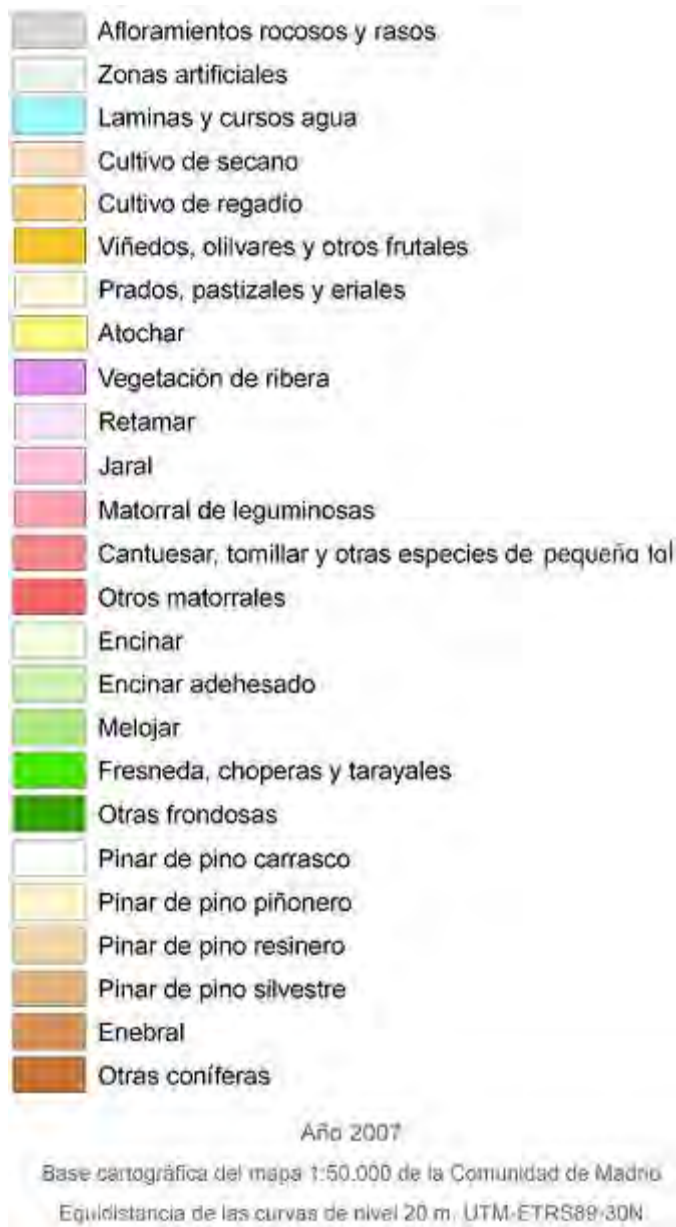 Afloramientos rocosos y rasos
Zonas artificiales
Laminas y cursos agua
Cultivo de secano
Cultivo de regadio
Viñedos, olilvares y otros frutales
Prados, pastizales y eriales
Atochar
Vegetación de ribera
Retamar
Jaral
Matorral de leguminosas
Cantuesar, tomillar y otras especies de pequeña tal
Otros matorrales
Encinar
Encinar adehesado
Melojar
Fresneda, choperas y tarayales
Otras frondosas
Pinar de pino carrasco
Pinar de pino piñonero
Pinar de pino resinero
Pinar de pino silvestre
Enebral
Otras coníferas
Año 2007
Base cartográfica del mapa 1:50.000 de la Comunidad de Madrid
Equidistancia de las curvas de nivel 20 m. UTM-ETRS89-30N